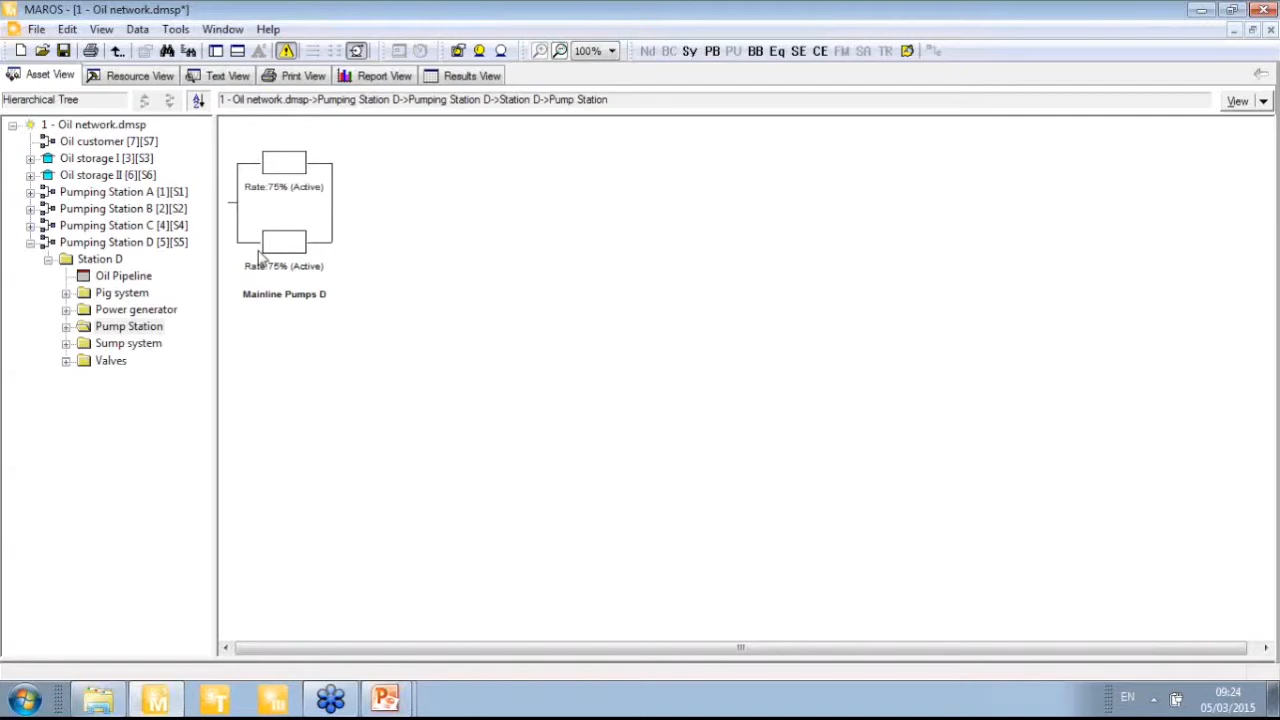 MAROS - [1 - Oil network.dmsp*]
File Edit View Data Tools Window Help
100% Nd BC Sy PB PU BB Eq SE CE
Asset View Resource View Text View Print View Report View Results View
Hierarchical Tree
1 - Oil network.dmsp->Pumping Station D->Pumping Station D->Station D->Pump Station
View
1 - Oil network.dmsp
Oil customer [7][S7]
Oil storage I [3][S3]
Oil storage II [6][S6]
Pumping Station A [1][S1]
Pumping Station B [2][S2]
Pumping Station C [4][S4]
Pumping Station D [5][S5]
Station D
Oil Pipeline
Pig system
Power generator
Pump Station
Sump system
Valves
Rate:75% (Active)
Rate:75% (Active)
Mainline Pumps D
EN
09:24
05/03/2015